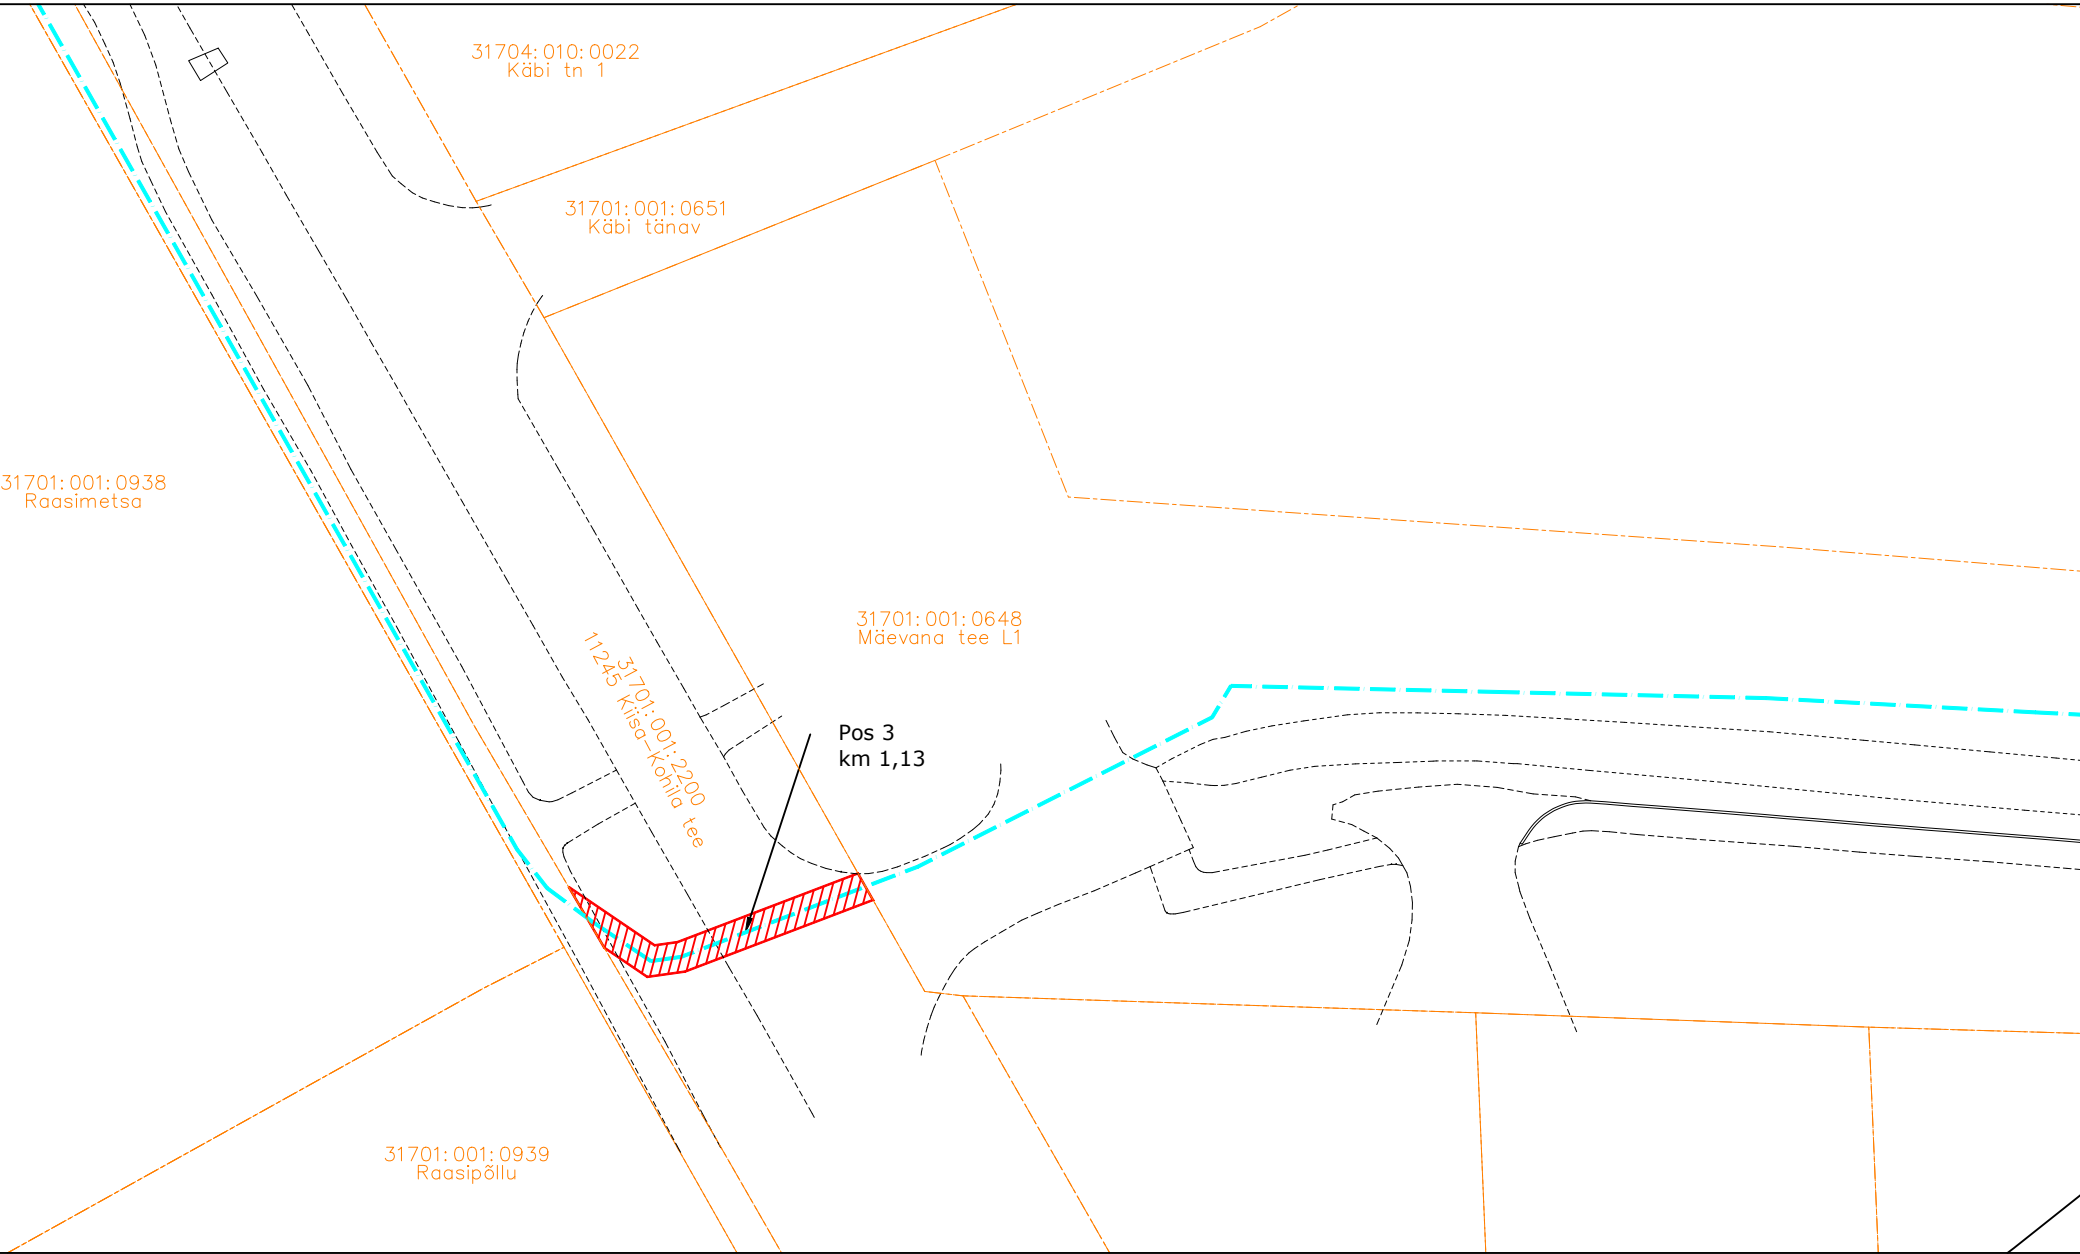 31704:010:0022
Käbi tn 1
31701:001:0651
Käbi tänav
31701:001:0938
Raasimetsa
31701:001:0648
Mäevana tee L1
31701:001:2200
11245 Kiisa-Kohila tee
Pos 3
km 1,13
31701:001:0939
Raasipõllu